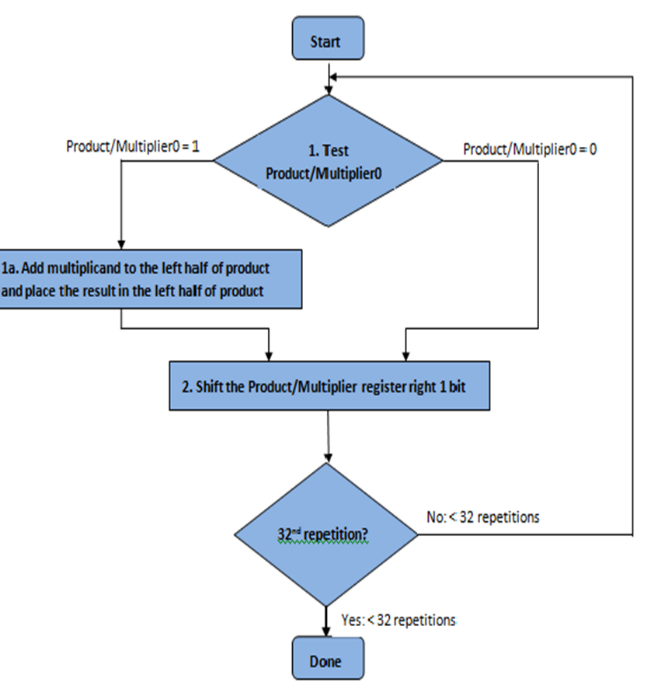 Start
Product/Multiplier0 = 1
1. Test
Product/Multiplier0
Product/Multiplier0 = 0
1a. Add multiplicand to the left half of product
and place the result in the left half of product
2. Shift the Product/Multiplier register right 1 bit
32nd repetition?
No: < 32 repetitions
Yes: < 32 repetitions
Done